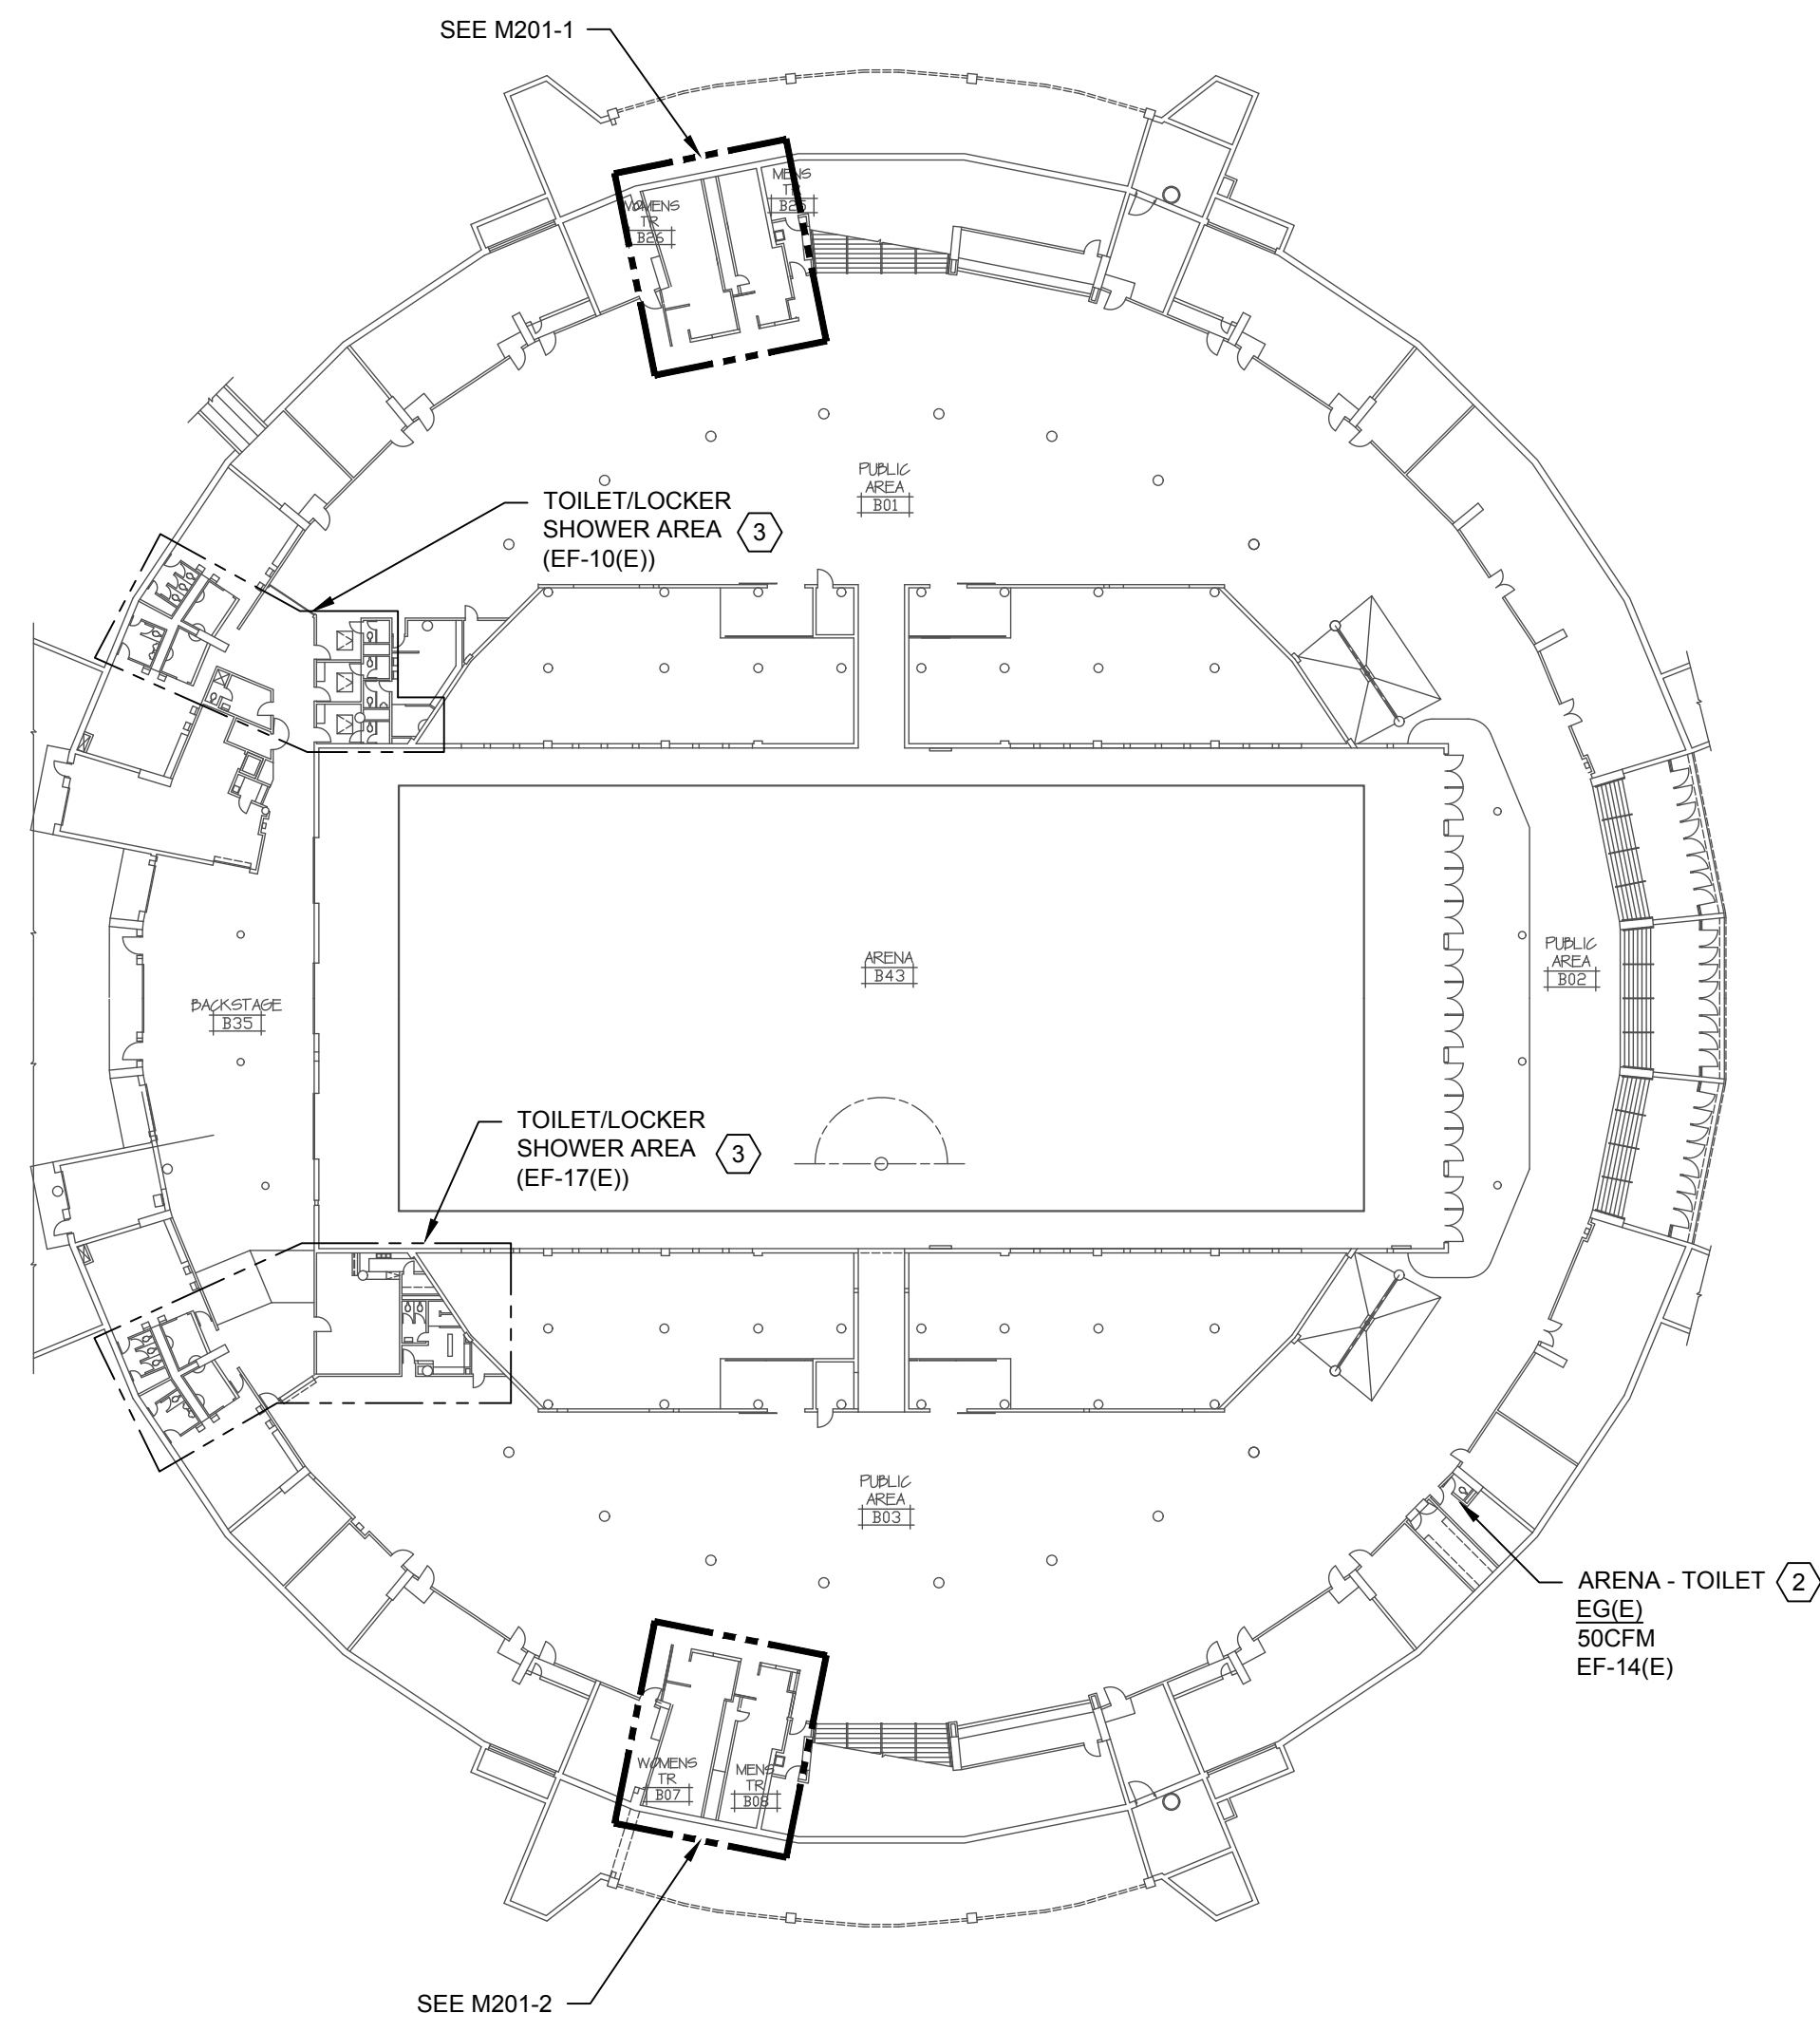 SEE M201-1
MENS
TR
B25
WOMENS
TR
B26
PUBLIC
AREA
B01
TOILET/LOCKER
SHOWER AREA
(EF-10(E))
3
ARENA
B43
PUBLIC
AREA
B02
BACKSTAGE
B35
TOILET/LOCKER
SHOWER AREA
(EF-17(E))
3
PUBLIC
AREA
B03
ARENA - TOILET
2
EG(E)
50CFM
EF-14(E)
WOMENS
TR
B07
MENS
TR
B08
SEE M201-2